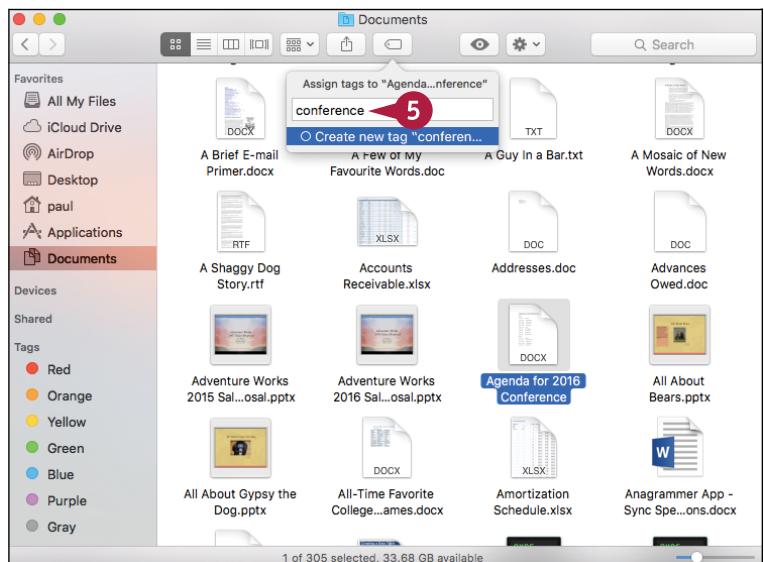 Documents
Search
Favorites
All My Files
iCloud Drive
AirDrop
Desktop
paul
Applications
Documents
Devices
Shared
Tags
Red
Orange
Yellow
Green
Blue
Purple
Gray
Assign tags to "Agenda...nference"
conference
5
Create new tag "conferen...
DOCX
TXT
DOCX
A Brief E-mail
Primer.docx
A Few of My
Favourite Words.doc
A Guy In a Bar.txt
A Mosaic of New
Words.docx
RTF
XLSX
DOC
DOC
A Shaggy Dog
Story.rtf
Accounts
Receivable.xlsx
Addresses.doc
Advances
Owed.doc
DOCX
Adventure Works
2015 Sal...osal.pptx
Adventure Works
2016 Sal...osal.pptx
Agenda for 2016
Conference
All About
Bears.pptx
DOCX
XLSX
W
All About Gypsy the
Dog.pptx
All-Time Favorite
College...ames.docx
Amortization
Schedule.xlsx
Anagrammer App -
Sync Spe...ons.docx
1 of 305 selected, 33.68 GB available